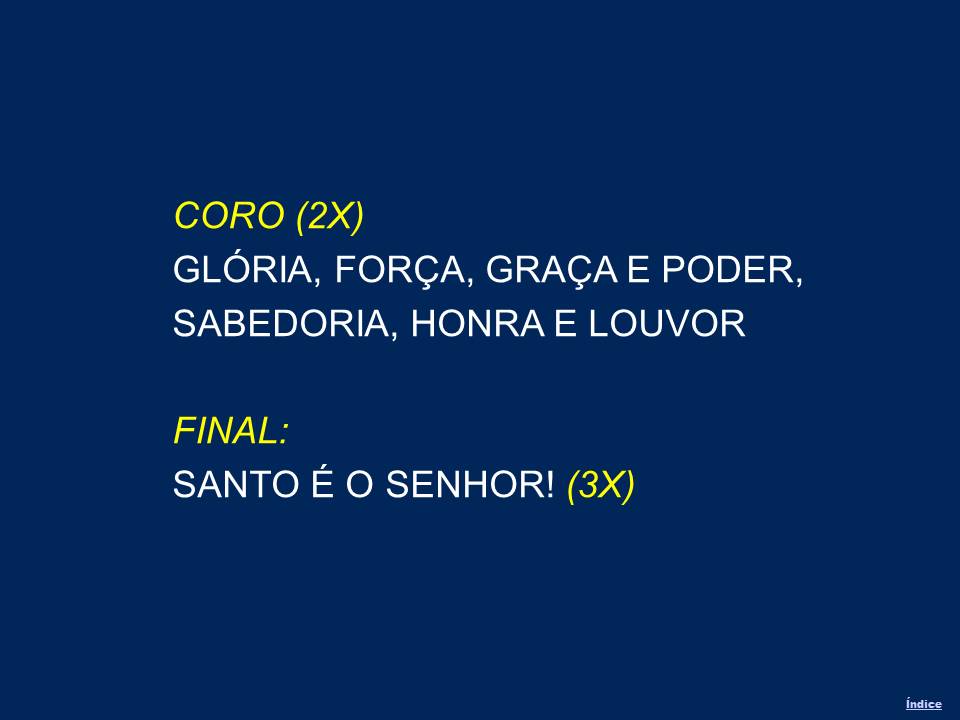 CORO (2X)
GLÓRIA, FORÇA, GRAÇA E PODER,
SABEDORIA, HONRA E LOUVOR
FINAL:
SANTO É O SENHOR! (3X)
Índice